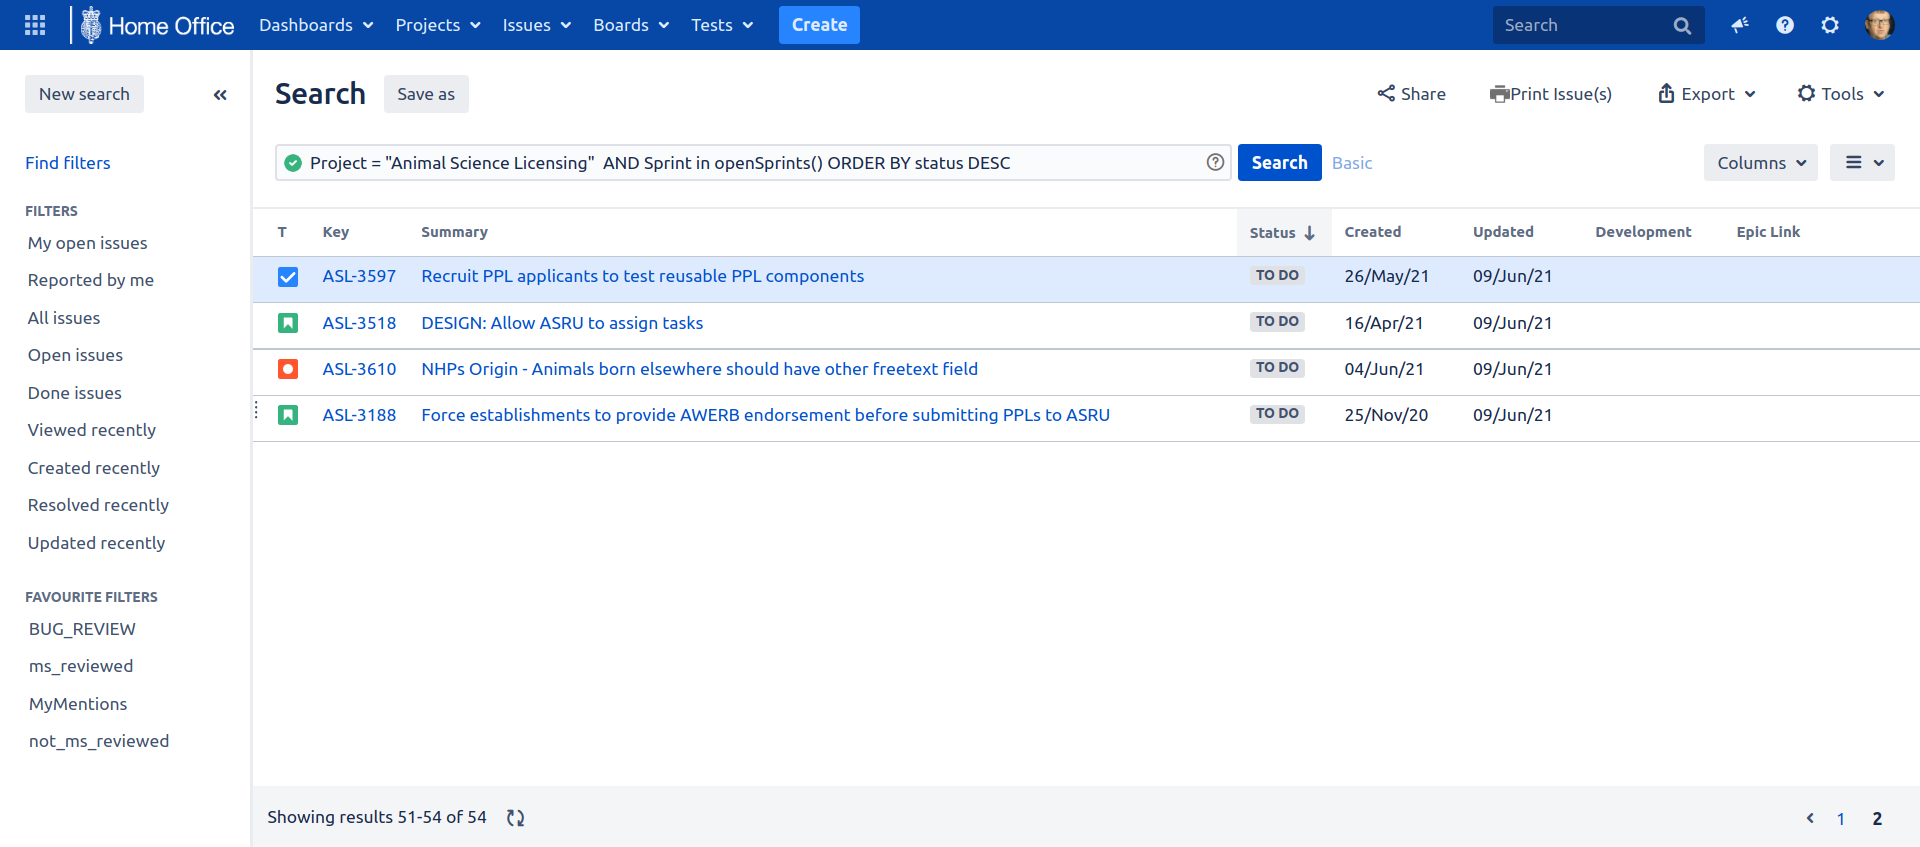 Home Office Dashboards Projects Issues Boards Tests Create Search
New search
Search Save as Share Print Issue(s) Export Tools
Find filters
Project = "Animal Science Licensing"  AND Sprint in openSprints() ORDER BY status DESC Search Basic Columns
FILTERS
My open issues
Reported by me
All issues
Open issues
Done issues
Viewed recently
Created recently
Resolved recently
Updated recently
FAVOURITE FILTERS
BUG_REVIEW
ms_reviewed
MyMentions
not_ms_reviewed
T Key Summary Status Created Updated Development Epic Link
ASL-3597 Recruit PPL applicants to test reusable PPL components TO DO 26/May/21 09/Jun/21
ASL-3518 DESIGN: Allow ASRU to assign tasks TO DO 16/Apr/21 09/Jun/21
ASL-3610 NHPs Origin - Animals born elsewhere should have other freetext field TO DO 04/Jun/21 09/Jun/21
ASL-3188 Force establishments to provide AWERB endorsement before submitting PPLs to ASRU TO DO 25/Nov/20 09/Jun/21
Showing results 51-54 of 54 1 2